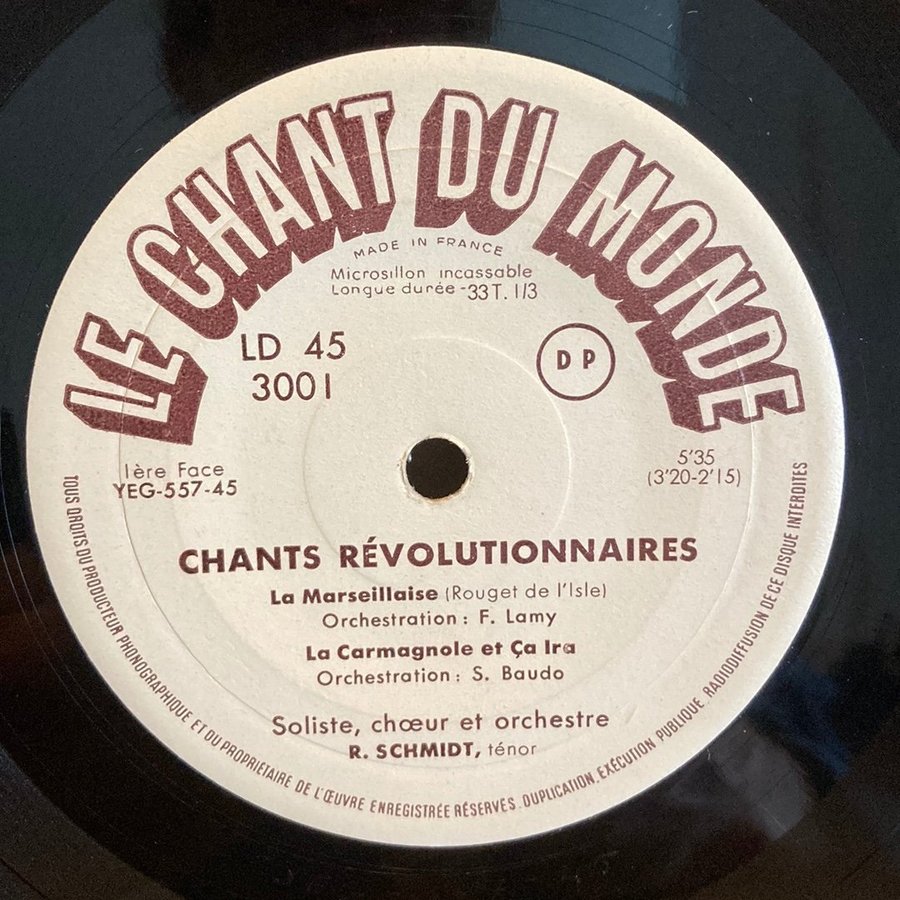 LE CHANT DU MONDE
MADE IN FRANCE
Microsillon incassable
Longue durée -33 T. 1/3
LD 45
3001
D P
1ère Face
YEG-557-45
5'35
(3'20-2'15)
CHANTS RÉVOLUTIONNAIRES
La Marseillaise (Rouget de l'Isle)
Orchestration : F. Lamy
La Carmagnole et Ça Ira
Orchestration : S. Baudo
Soliste, chœur et orchestre
R. SCHMIDT, ténor
TOUS DROITS DU PRODUCTEUR PHONOGRAPHIQUE ET DU PROPRIÉTAIRE DE L'ŒUVRE ENREGISTRÉE RÉSERVÉS. DUPLICATION, EXÉCUTION PUBLIQUE RADIODIFFUSION DE CE DISQUE INTERDITES